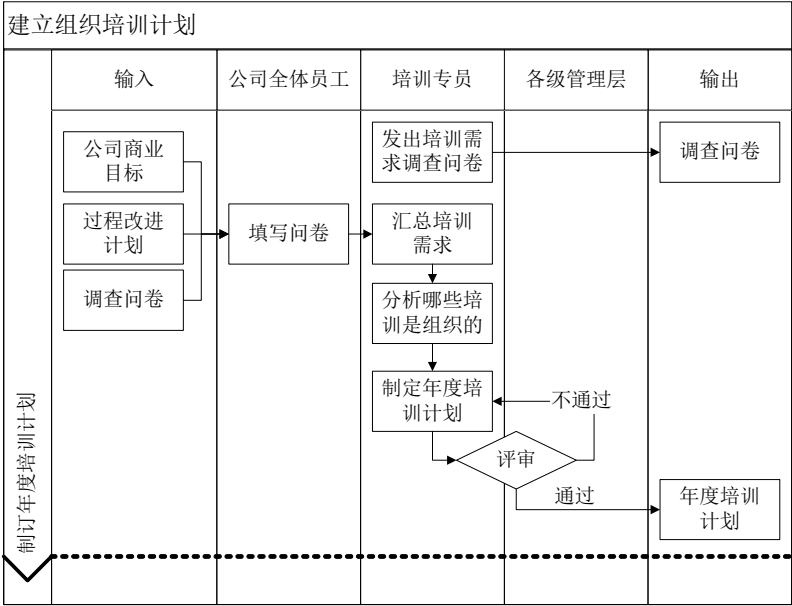 建立组织培训计划
输入
公司全体员工
培训专员
各级管理层
输出
公司商业
目标
发出培训需
求调查问卷
调查问卷
过程改进
计划
填写问卷
汇总培训
需求
调查问卷
分析哪些培
训是组织的
制定年度培
训计划
不通过
评审
通过
年度培训
计划
制订年度培训计划